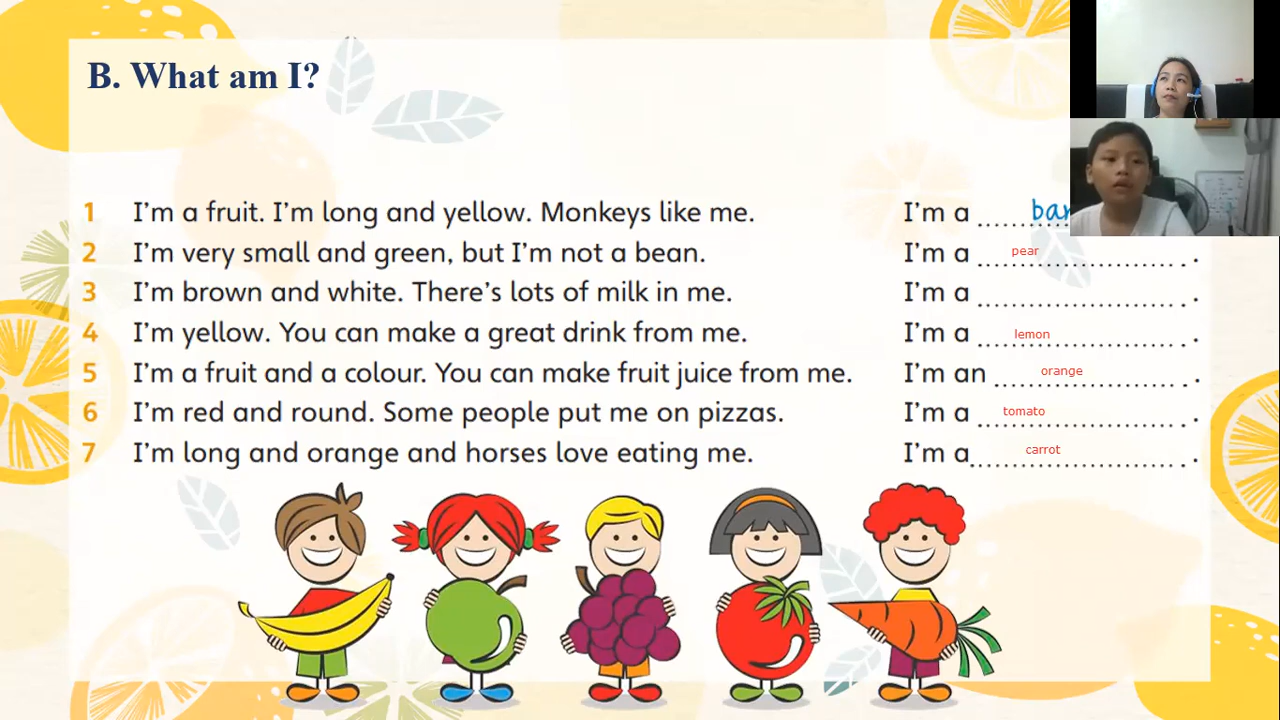 B. What am I?
1 I'm a fruit. I'm long and yellow. Monkeys like me. I'm a
2 I'm very small and green, but I'm not a bean. I'm a pear.
3 I'm brown and white. There's lots of milk in me. I'm a .
4 I'm yellow. You can make a great drink from me. I'm a lemon.
5 I'm a fruit and a colour. You can make fruit juice from me. I'm an orange.
6 I'm red and round. Some people put me on pizzas. I'm a tomato.
7 I'm long and orange and horses love eating me. I'm a carrot.